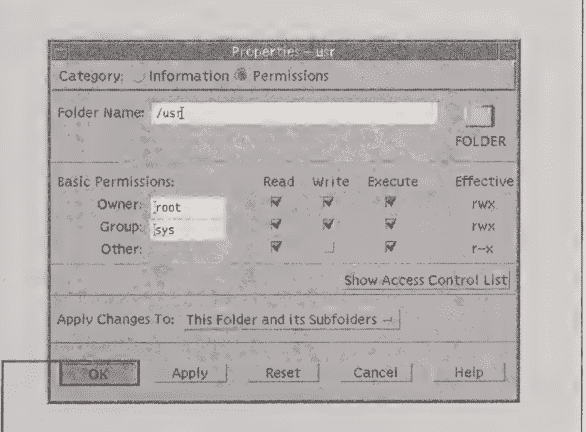 Properties - usr
Category: Information Permissions
Folder Name: /usr
FOLDER
Basic Permissions: Read Write Execute Effective
Owner: root rwx
Group: sys rwx
Other: r-x
Show Access Control List
Apply Changes To: This Folder and its Subfolders
OK Apply Reset Cancel Help